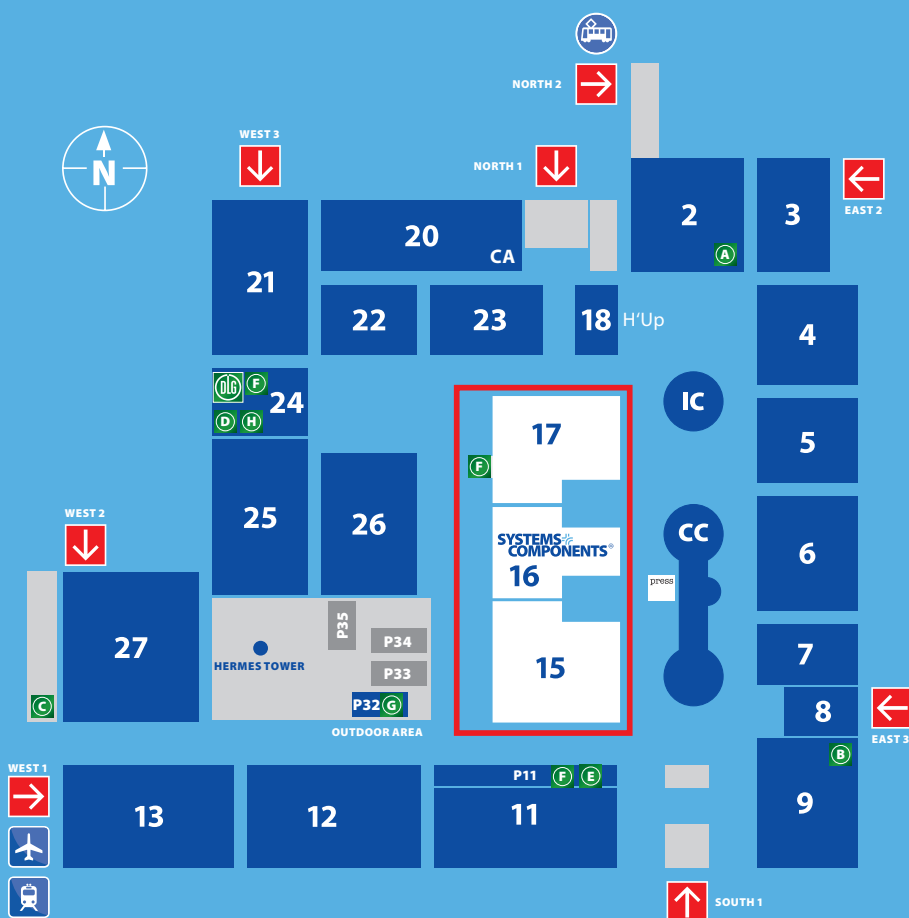 NORTH 2
WEST 3
N
NORTH 1
2
A
3
EAST 2
20
CA
21
22
23
18 H'Up
4
DLG
F
24
D
H
IC
17
5
F
25
26
WEST 2
SYSTEMS
COMPONENTS®
16
CC
6
press
P35
P34
P33
P32 G
HERMES TOWER
OUTDOOR AREA
27
C
15
7
8
EAST 3
B
WEST 1
P11
F
E
13
12
11
9
SOUTH 1